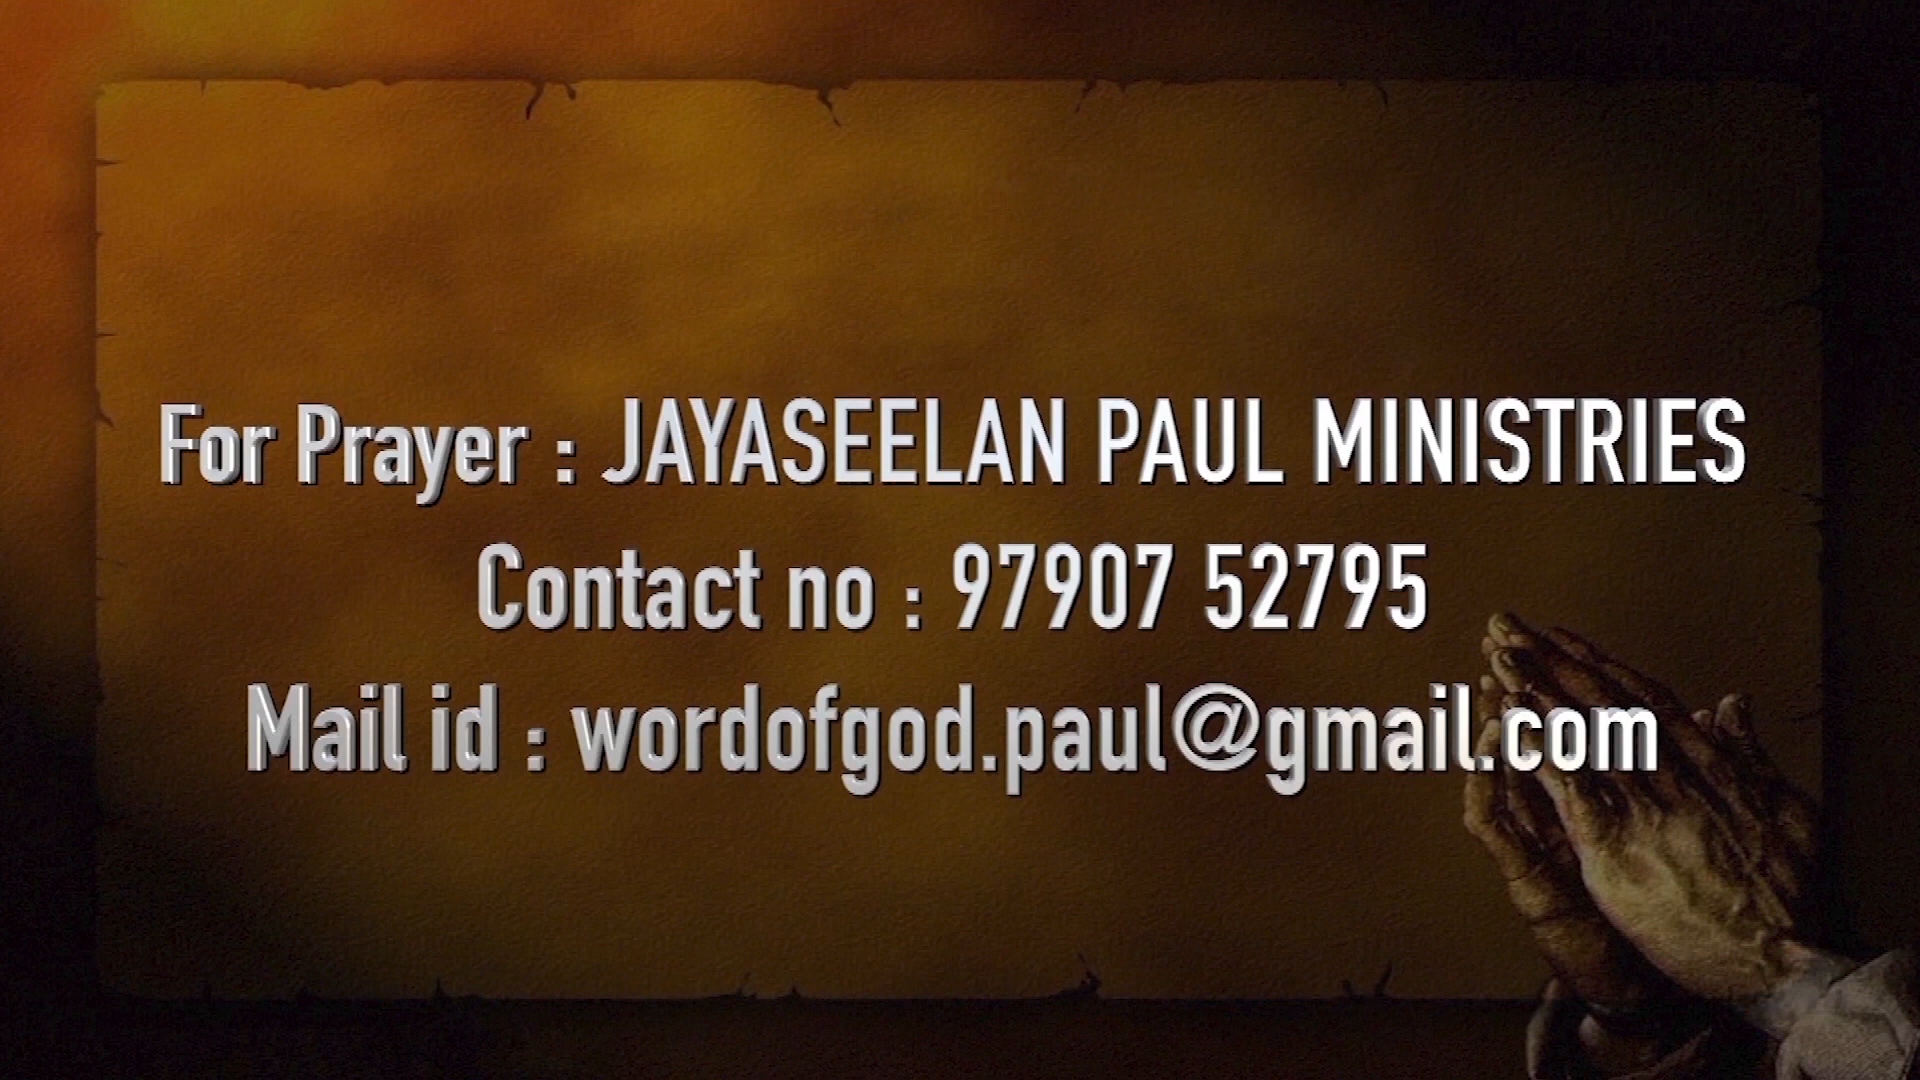 For Prayer : JAYASEELAN PAUL MINISTRIES
Contact no : 97907 52795
Mail id : wordofgod.paul@gmail.com